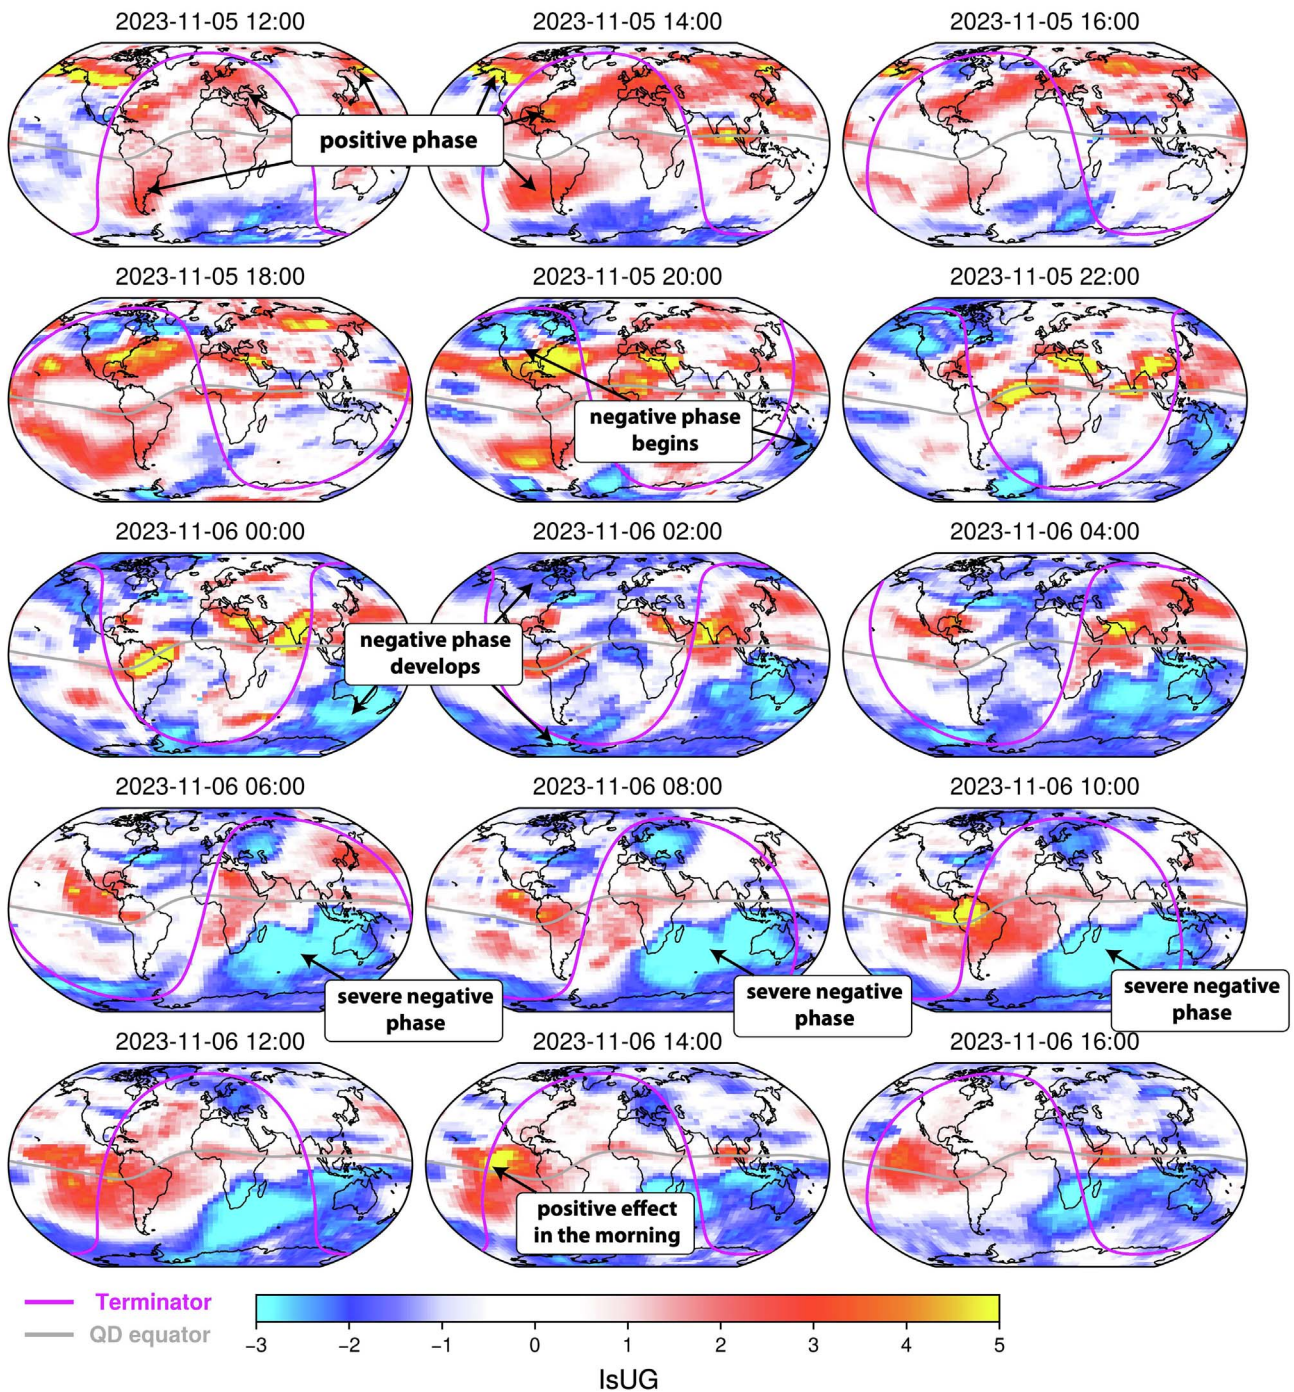 2023-11-05 12:00
2023-11-05 14:00
2023-11-05 16:00
positive phase
2023-11-05 18:00
2023-11-05 20:00
2023-11-05 22:00
negative phase
begins
2023-11-06 00:00
2023-11-06 02:00
2023-11-06 04:00
negative phase
develops
2023-11-06 06:00
2023-11-06 08:00
2023-11-06 10:00
severe negative
phase
severe negative
phase
severe negative
phase
2023-11-06 12:00
2023-11-06 14:00
2023-11-06 16:00
positive effect
in the morning
Terminator
QD equator
−3 −2 −1 0 1 2 3 4 5
IsUG